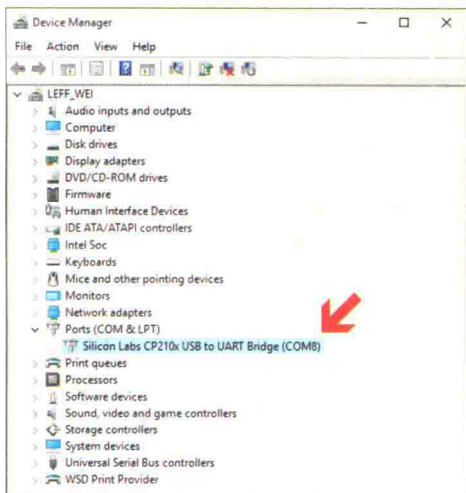 Device Manager
File Action View Help
LEFF_WEI
Audio inputs and outputs
Computer
Disk drives
Display adapters
DVD/CD-ROM drives
Firmware
Human Interface Devices
IDE ATA/ATAPI controllers
Intel Soc
Keyboards
Mice and other pointing devices
Monitors
Network adapters
Ports (COM & LPT)
Silicon Labs CP210x USB to UART Bridge (COM8)
Print queues
Processors
Software devices
Sound, video and game controllers
Storage controllers
System devices
Universal Serial Bus controllers
WSD Print Provider